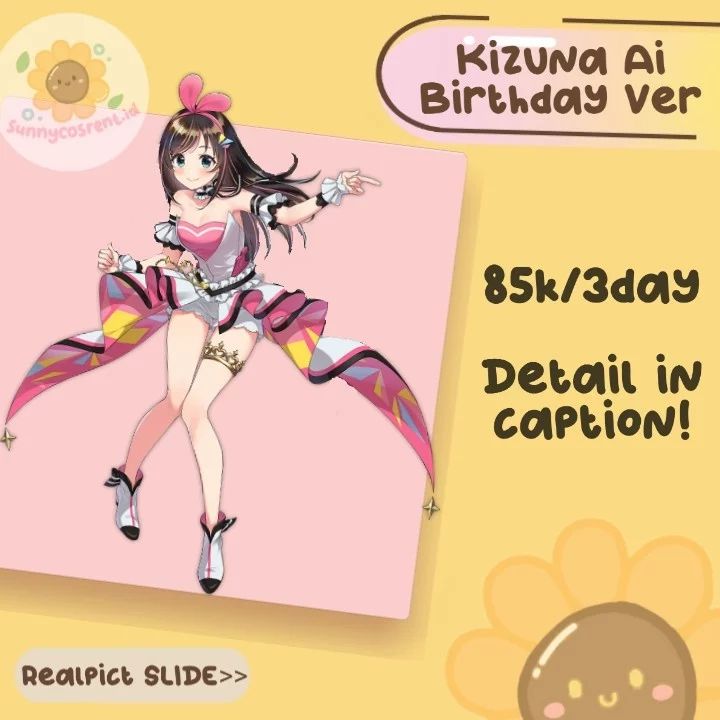 sunnycosrent.id
Kizuna Ai
Birthday Ver
85k/3day
Detail in
caption!
RealPict SLIDE>>